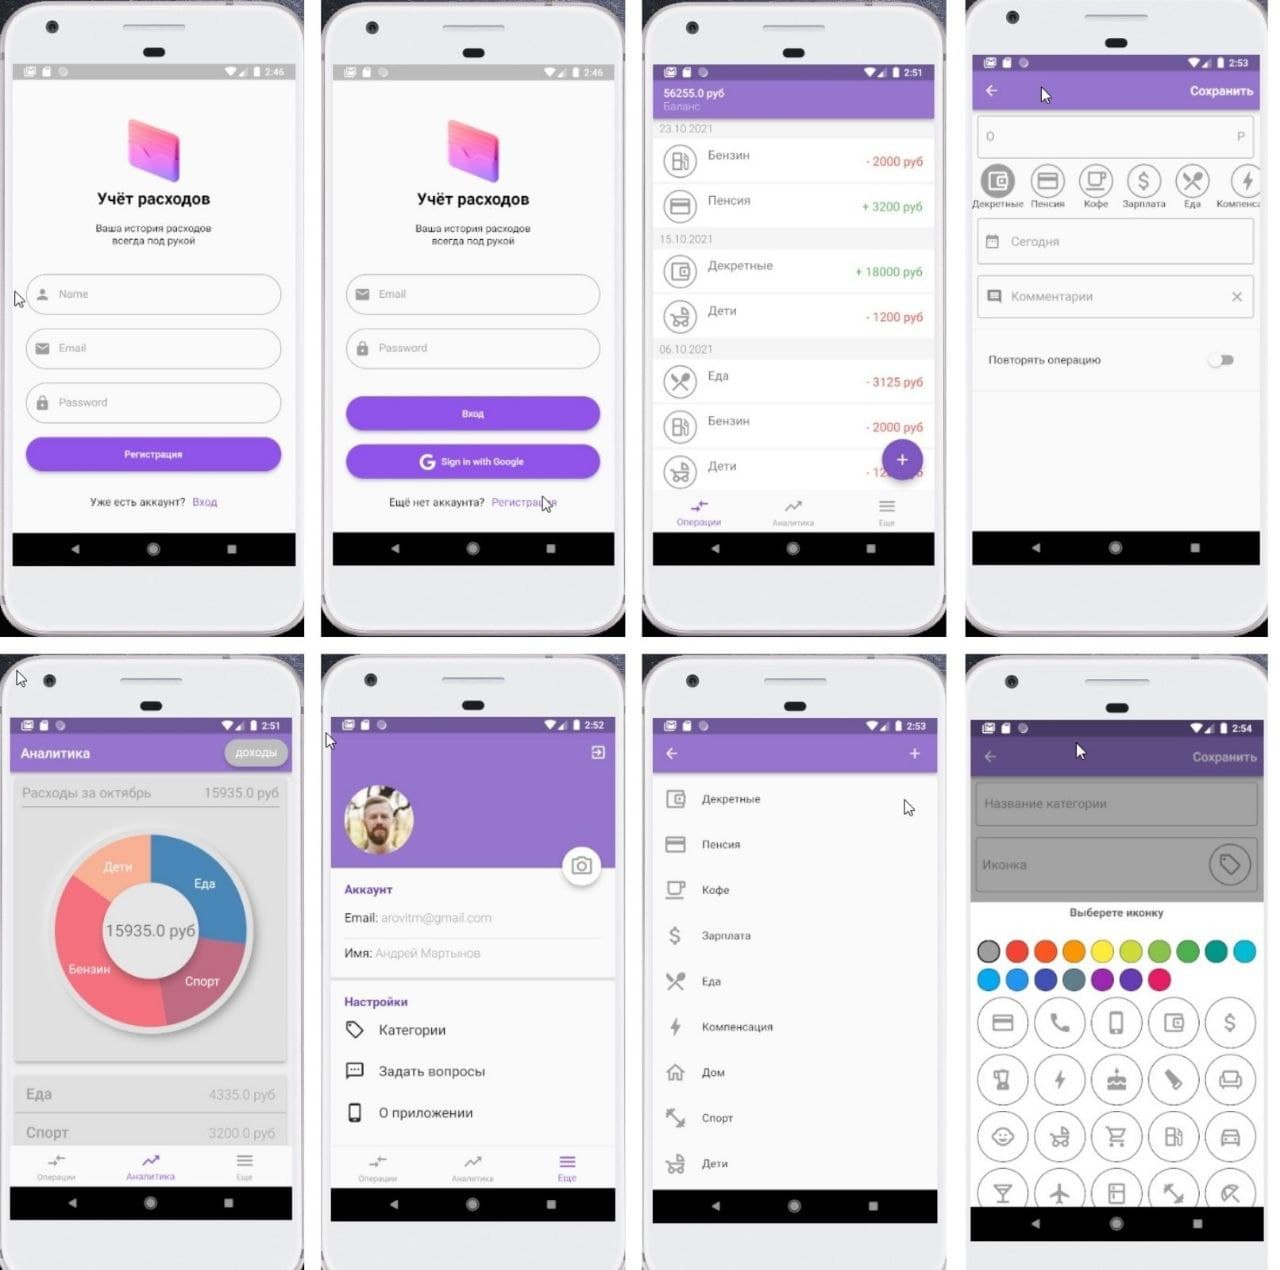 2:46
Учёт расходов
Ваша история расходов
всегда под рукой
Name
Email
Password
Регистрация
Уже есть аккаунт? Вход
2:46
Учёт расходов
Ваша история расходов
всегда под рукой
Email
Password
Вход
G Sign in with Google
Ещё нет аккаунта?
2:51
56255.0 руб
Баланс
23.10.2021
Бензин - 2000 руб
Пенсия + 3200 руб
15.10.2021
Декретные + 18000 руб
Дети - 1200 руб
06.10.2021
Еда - 3125 руб
Бензин - 2000 руб
Дети
+
Операции Аналитика Еще
2:53
Сохранить
0 Р
Декретные Пенсия Кофе Зарплата Еда
Сегодня
Комментарии
Повторять операцию
2:51
Аналитика ДОХОДЫ
Расходы за октябрь 15935.0 руб
Дети
Еда
15935.0 руб
Бензин
Спорт
Еда 4335.0 руб
Спорт 3200.0 руб
Операции Аналитика Еще
2:52
Аккаунт
Email: arovitm@gmail.com
Имя: Андрей Мартынов
Настройки
Категории
Задать вопросы
О приложении
Операции Аналитика Еще
2:53
+
Декретные
Пенсия
Кофе
$ Зарплата
Еда
Компенсация
Дом
Спорт
Дети
2:54
Сохранить
Название категории
Иконка
Выберете иконку
$